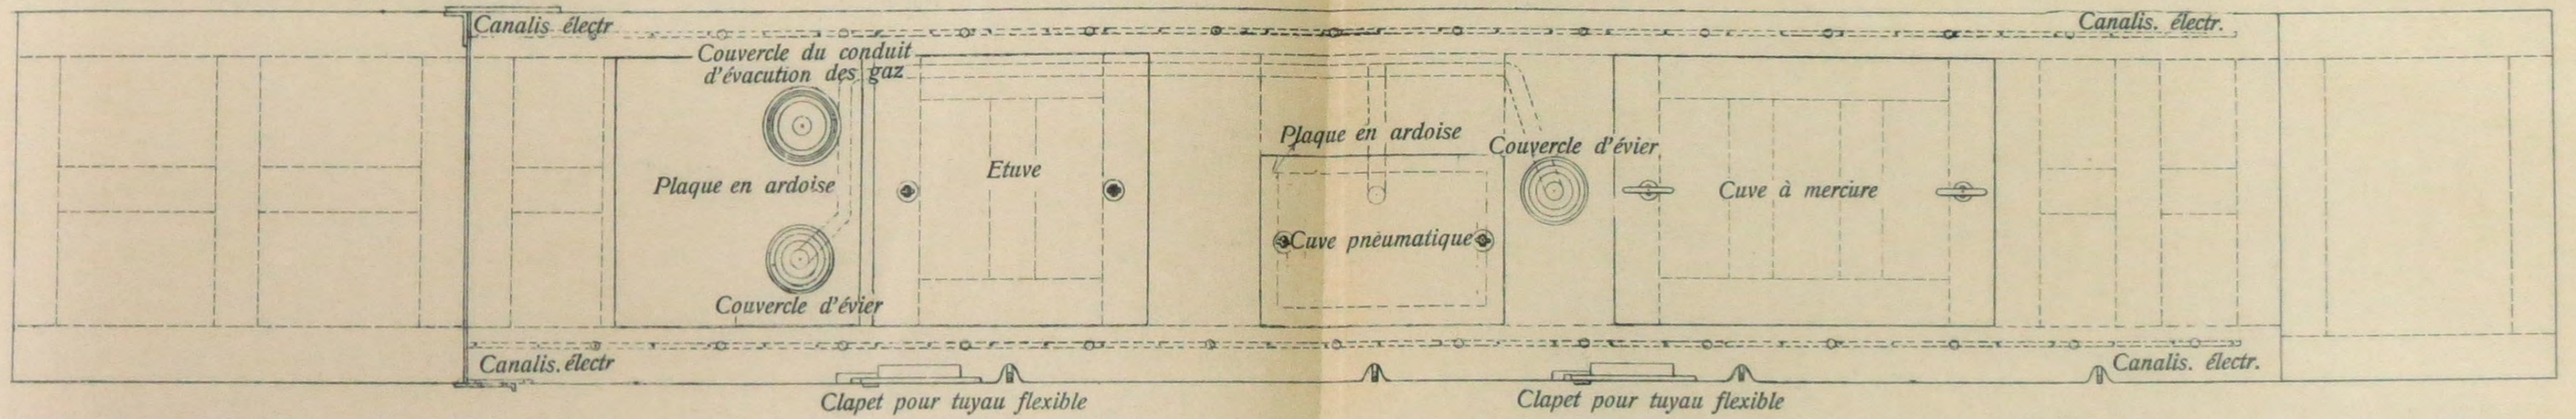 Canalis électr
Canalis. électr.
Couvercle du conduit
d'évacution des gaz
Plaque en ardoise
Etuve
Plaque en ardoise
Couvercle d'évier
Cuve à mercure
Cuve pneumatique
Couvercle d'évier
Canalis. électr
Canalis. électr.
Clapet pour tuyau flexible
Clapet pour tuyau flexible